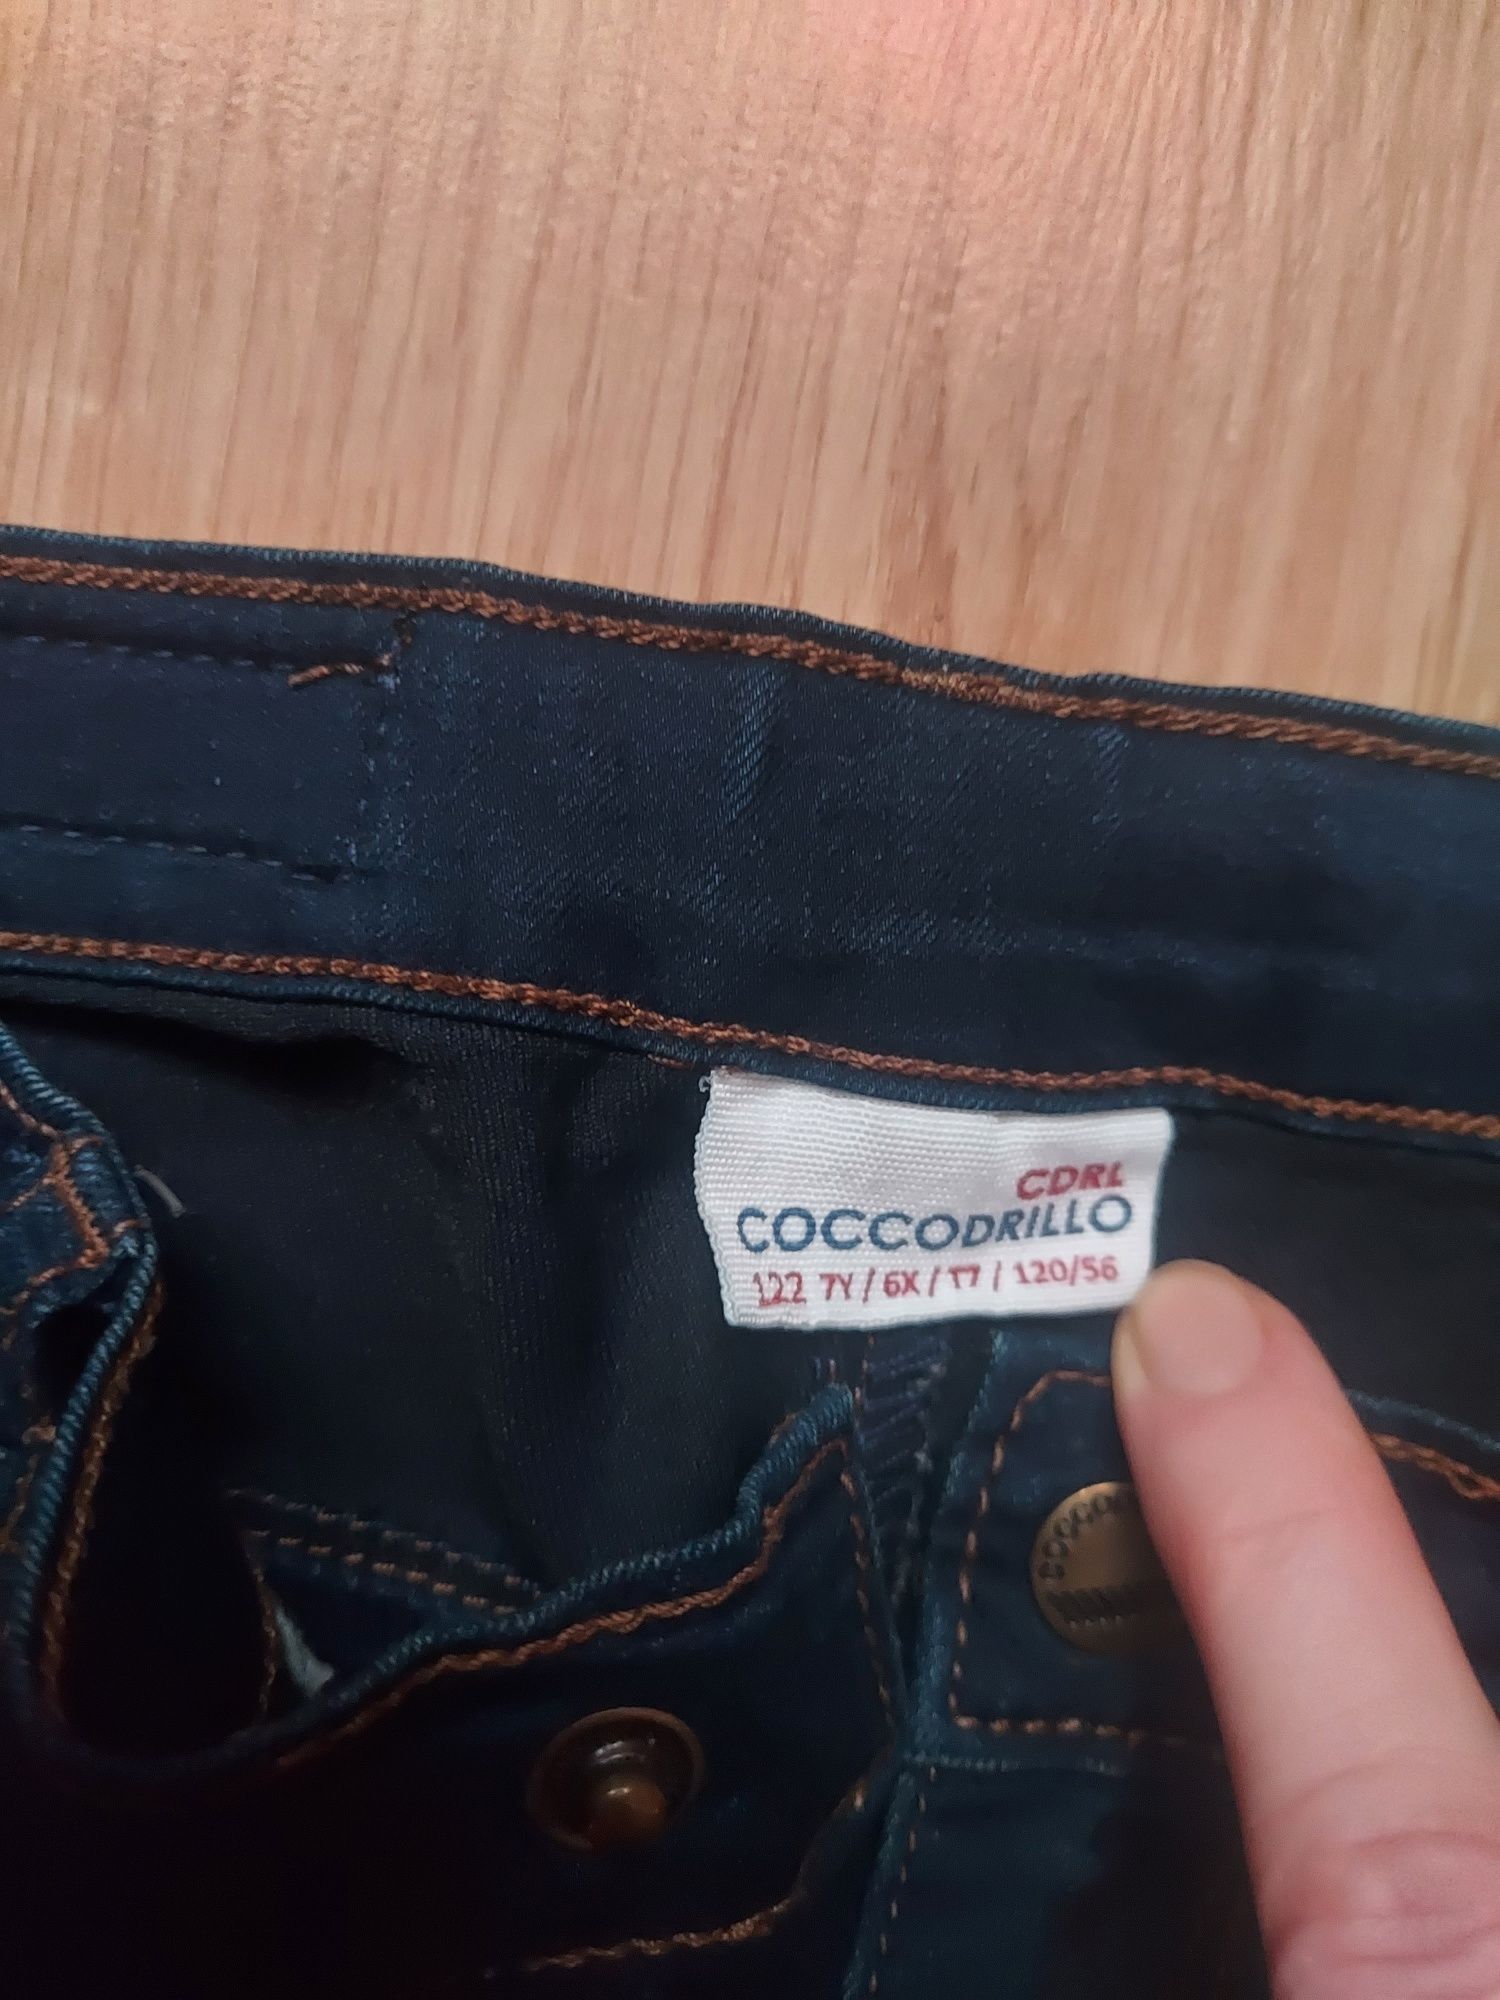 CDRL
COCCODRILLO
122 7Y / 6X / T7 / 120/56